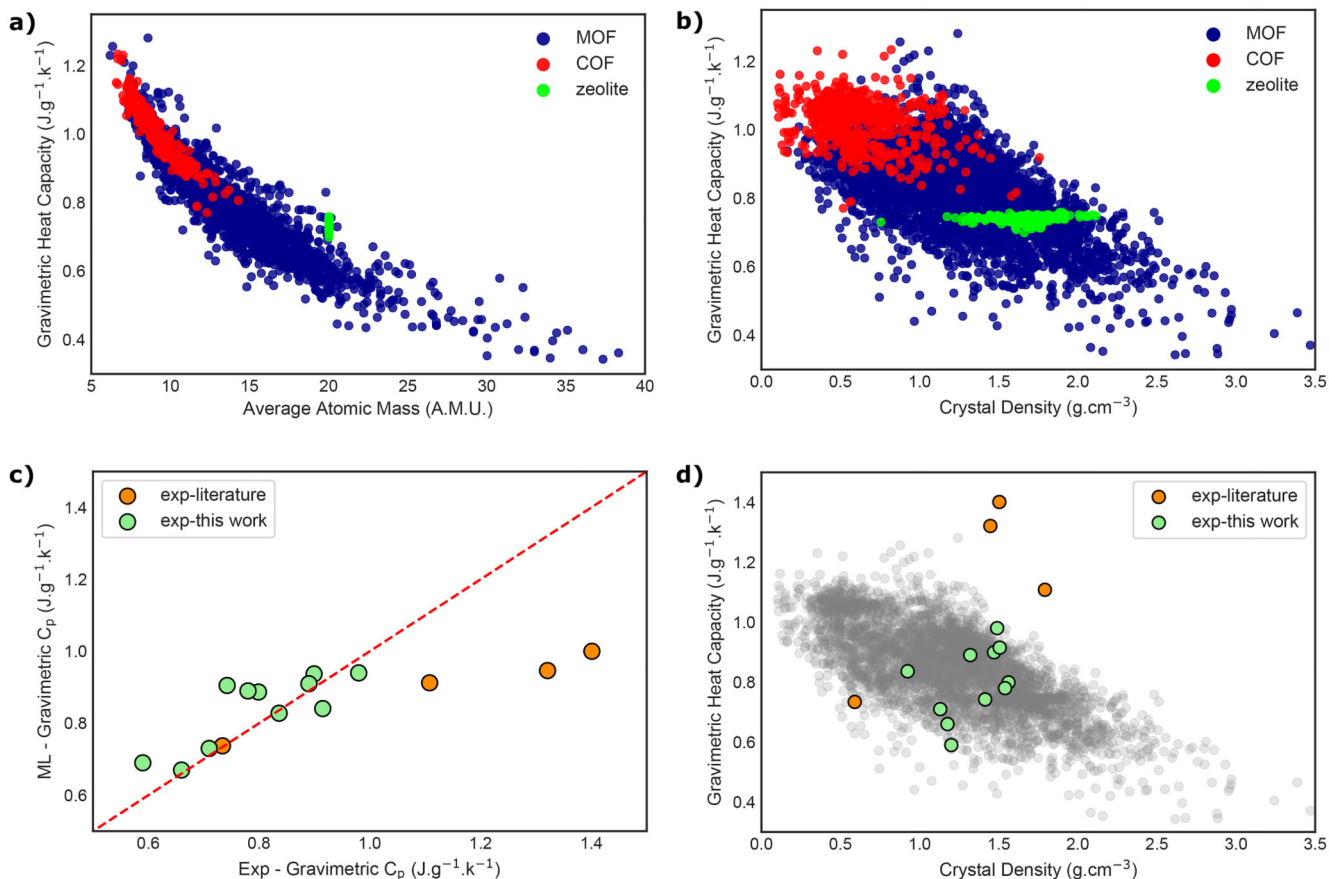 a)
MOF
COF
zeolite
Gravimetric Heat Capacity (J.g⁻¹.k⁻¹)
1.2
1.0
0.8
0.6
0.4
5 10 15 20 25 30 35 40
Average Atomic Mass (A.M.U.)
b)
MOF
COF
zeolite
Gravimetric Heat Capacity (J.g⁻¹.k⁻¹)
1.2
1.0
0.8
0.6
0.4
0.0 0.5 1.0 1.5 2.0 2.5 3.0 3.5
Crystal Density (g.cm⁻³)
c)
exp-literature
exp-this work
ML - Gravimetric Cₚ (J.g⁻¹.k⁻¹)
1.4
1.2
1.0
0.8
0.6
0.6 0.8 1.0 1.2 1.4
Exp - Gravimetric Cₚ (J.g⁻¹.k⁻¹)
d)
exp-literature
exp-this work
Gravimetric Heat Capacity (J.g⁻¹.k⁻¹)
1.4
1.2
1.0
0.8
0.6
0.4
0.0 0.5 1.0 1.5 2.0 2.5 3.0 3.5
Crystal Density (g.cm⁻³)